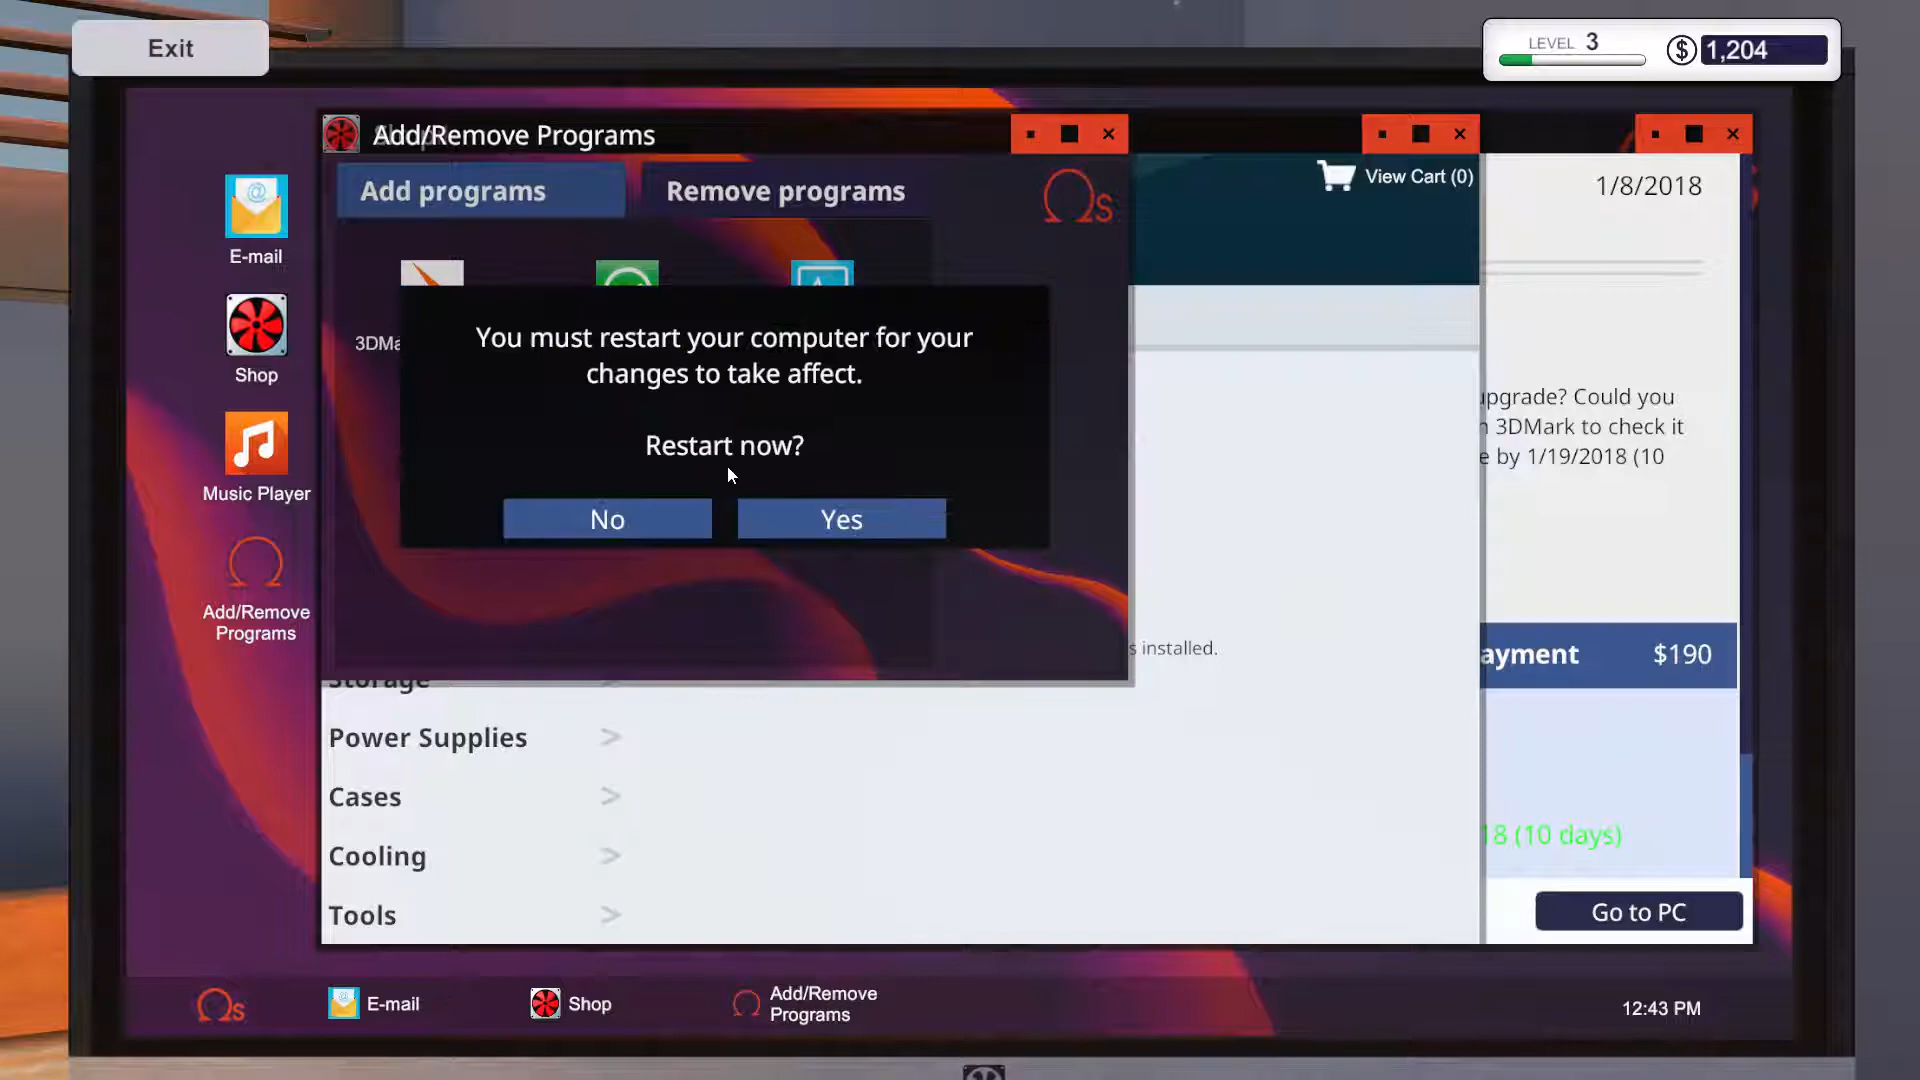 Exit
LEVEL 3
$ 1,204
Add/Remove Programs
Add programs
Remove programs
View Cart (0)
1/8/2018
E-mail
Shop
Music Player
Add/Remove
Programs
You must restart your computer for your
changes to take affect.
Restart now?
No
Yes
upgrade? Could you
3DMark to check it
e by 1/19/2018 (10
s installed.
ayment
$190
Storage
Power Supplies >
Cases >
Cooling >
Tools >
18 (10 days)
Go to PC
E-mail
Shop
Add/Remove
Programs
12:43 PM